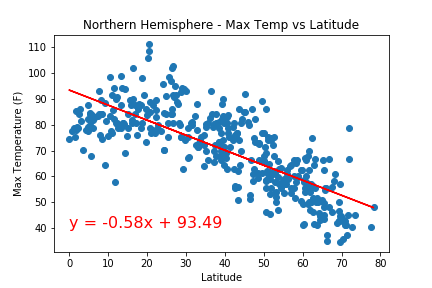 Northern Hemisphere - Max Temp vs Latitude
Max Temperature (F)
110
100
90
80
70
60
50
40
y = -0.58x + 93.49
0 10 20 30 40 50 60 70 80
Latitude